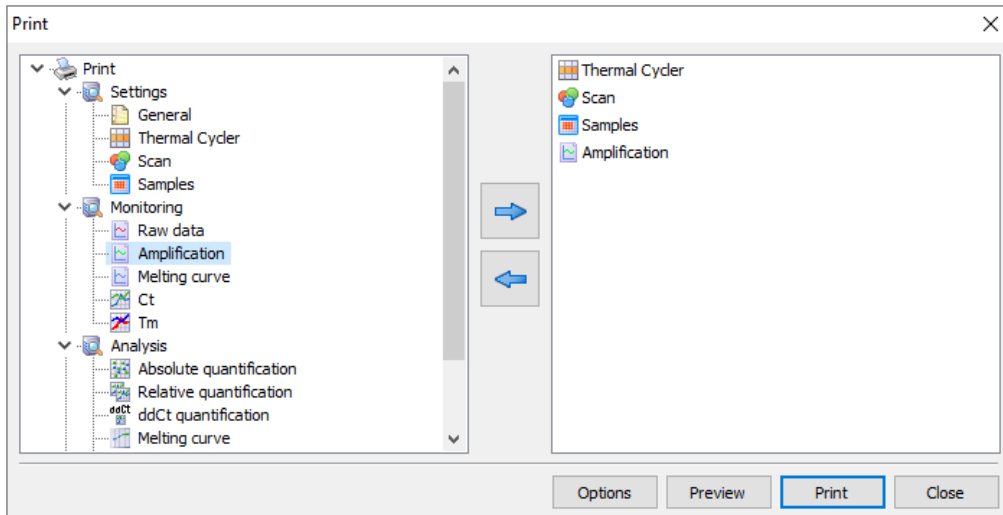 Print
Print
Settings
General
Thermal Cycler
Scan
Samples
Monitoring
Raw data
Amplification
Melting curve
Ct
Tm
Analysis
Absolute quantification
Relative quantification
ddCt
ddCt quantification
Melting curve
Thermal Cycler
Scan
Samples
Amplification
Options
Preview
Print
Close